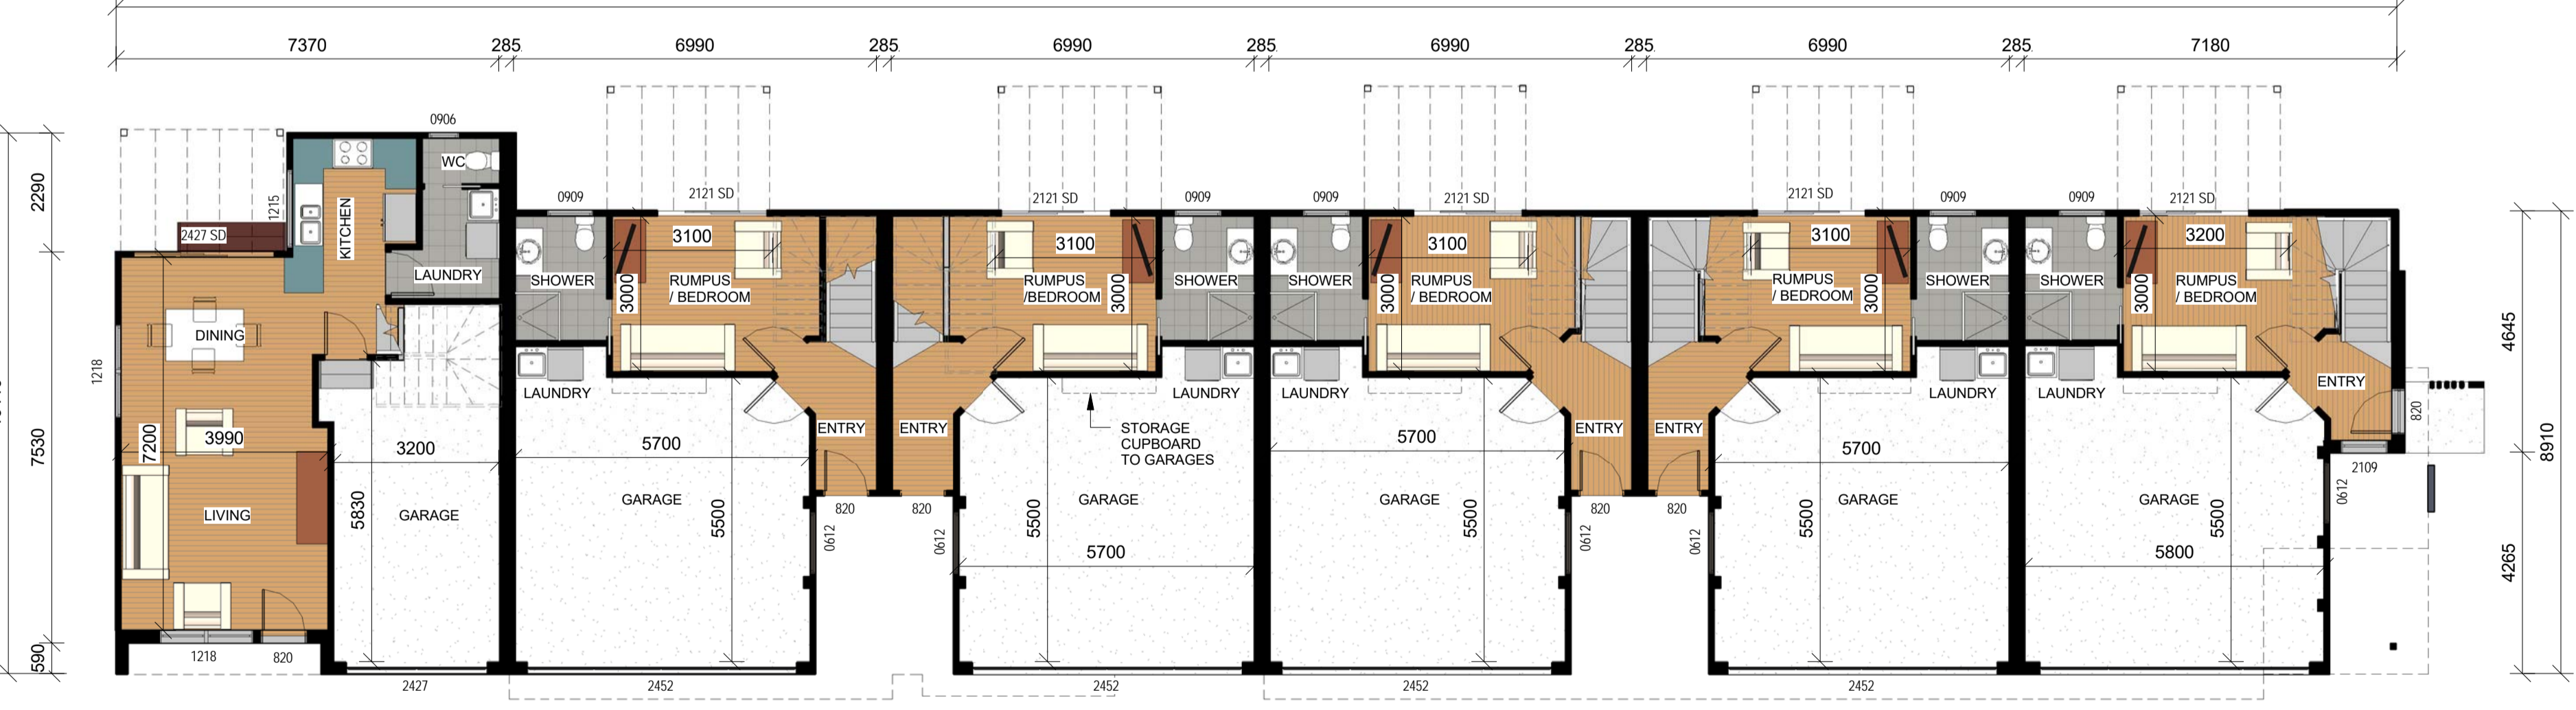 7370 285 6990 285 6990 285 6990 285 6990 285 7180
0906
WC
0909 2121 SD 2121 SD 0909 0909 2121 SD 2121 SD 0909 0909 2121 SD
2290
1215
KITCHEN
2427 SD
LAUNDRY
3100 3100 3100 3100 3200
SHOWER
3000
RUMPUS
/ BEDROOM
RUMPUS
/BEDROOM
3000
SHOWER
SHOWER
3000
RUMPUS
/ BEDROOM
RUMPUS
/ BEDROOM
3000
SHOWER
SHOWER
3000
RUMPUS
/ BEDROOM
DINING
1218
4645
LAUNDRY LAUNDRY LAUNDRY LAUNDRY LAUNDRY
ENTRY
820
7530
7200
3990
3200
5700
ENTRY ENTRY
STORAGE
CUPBOARD
TO GARAGES
5700
ENTRY ENTRY
5700
8910
2109
LIVING
5830
GARAGE
GARAGE
5500
0612
820 820
0612
5500
GARAGE
5700
GARAGE
5500
0612
820 820
0612
5500
GARAGE
GARAGE
5500
0612
5800
4265
590
1218 820
2427 2452 2452 2452 2452